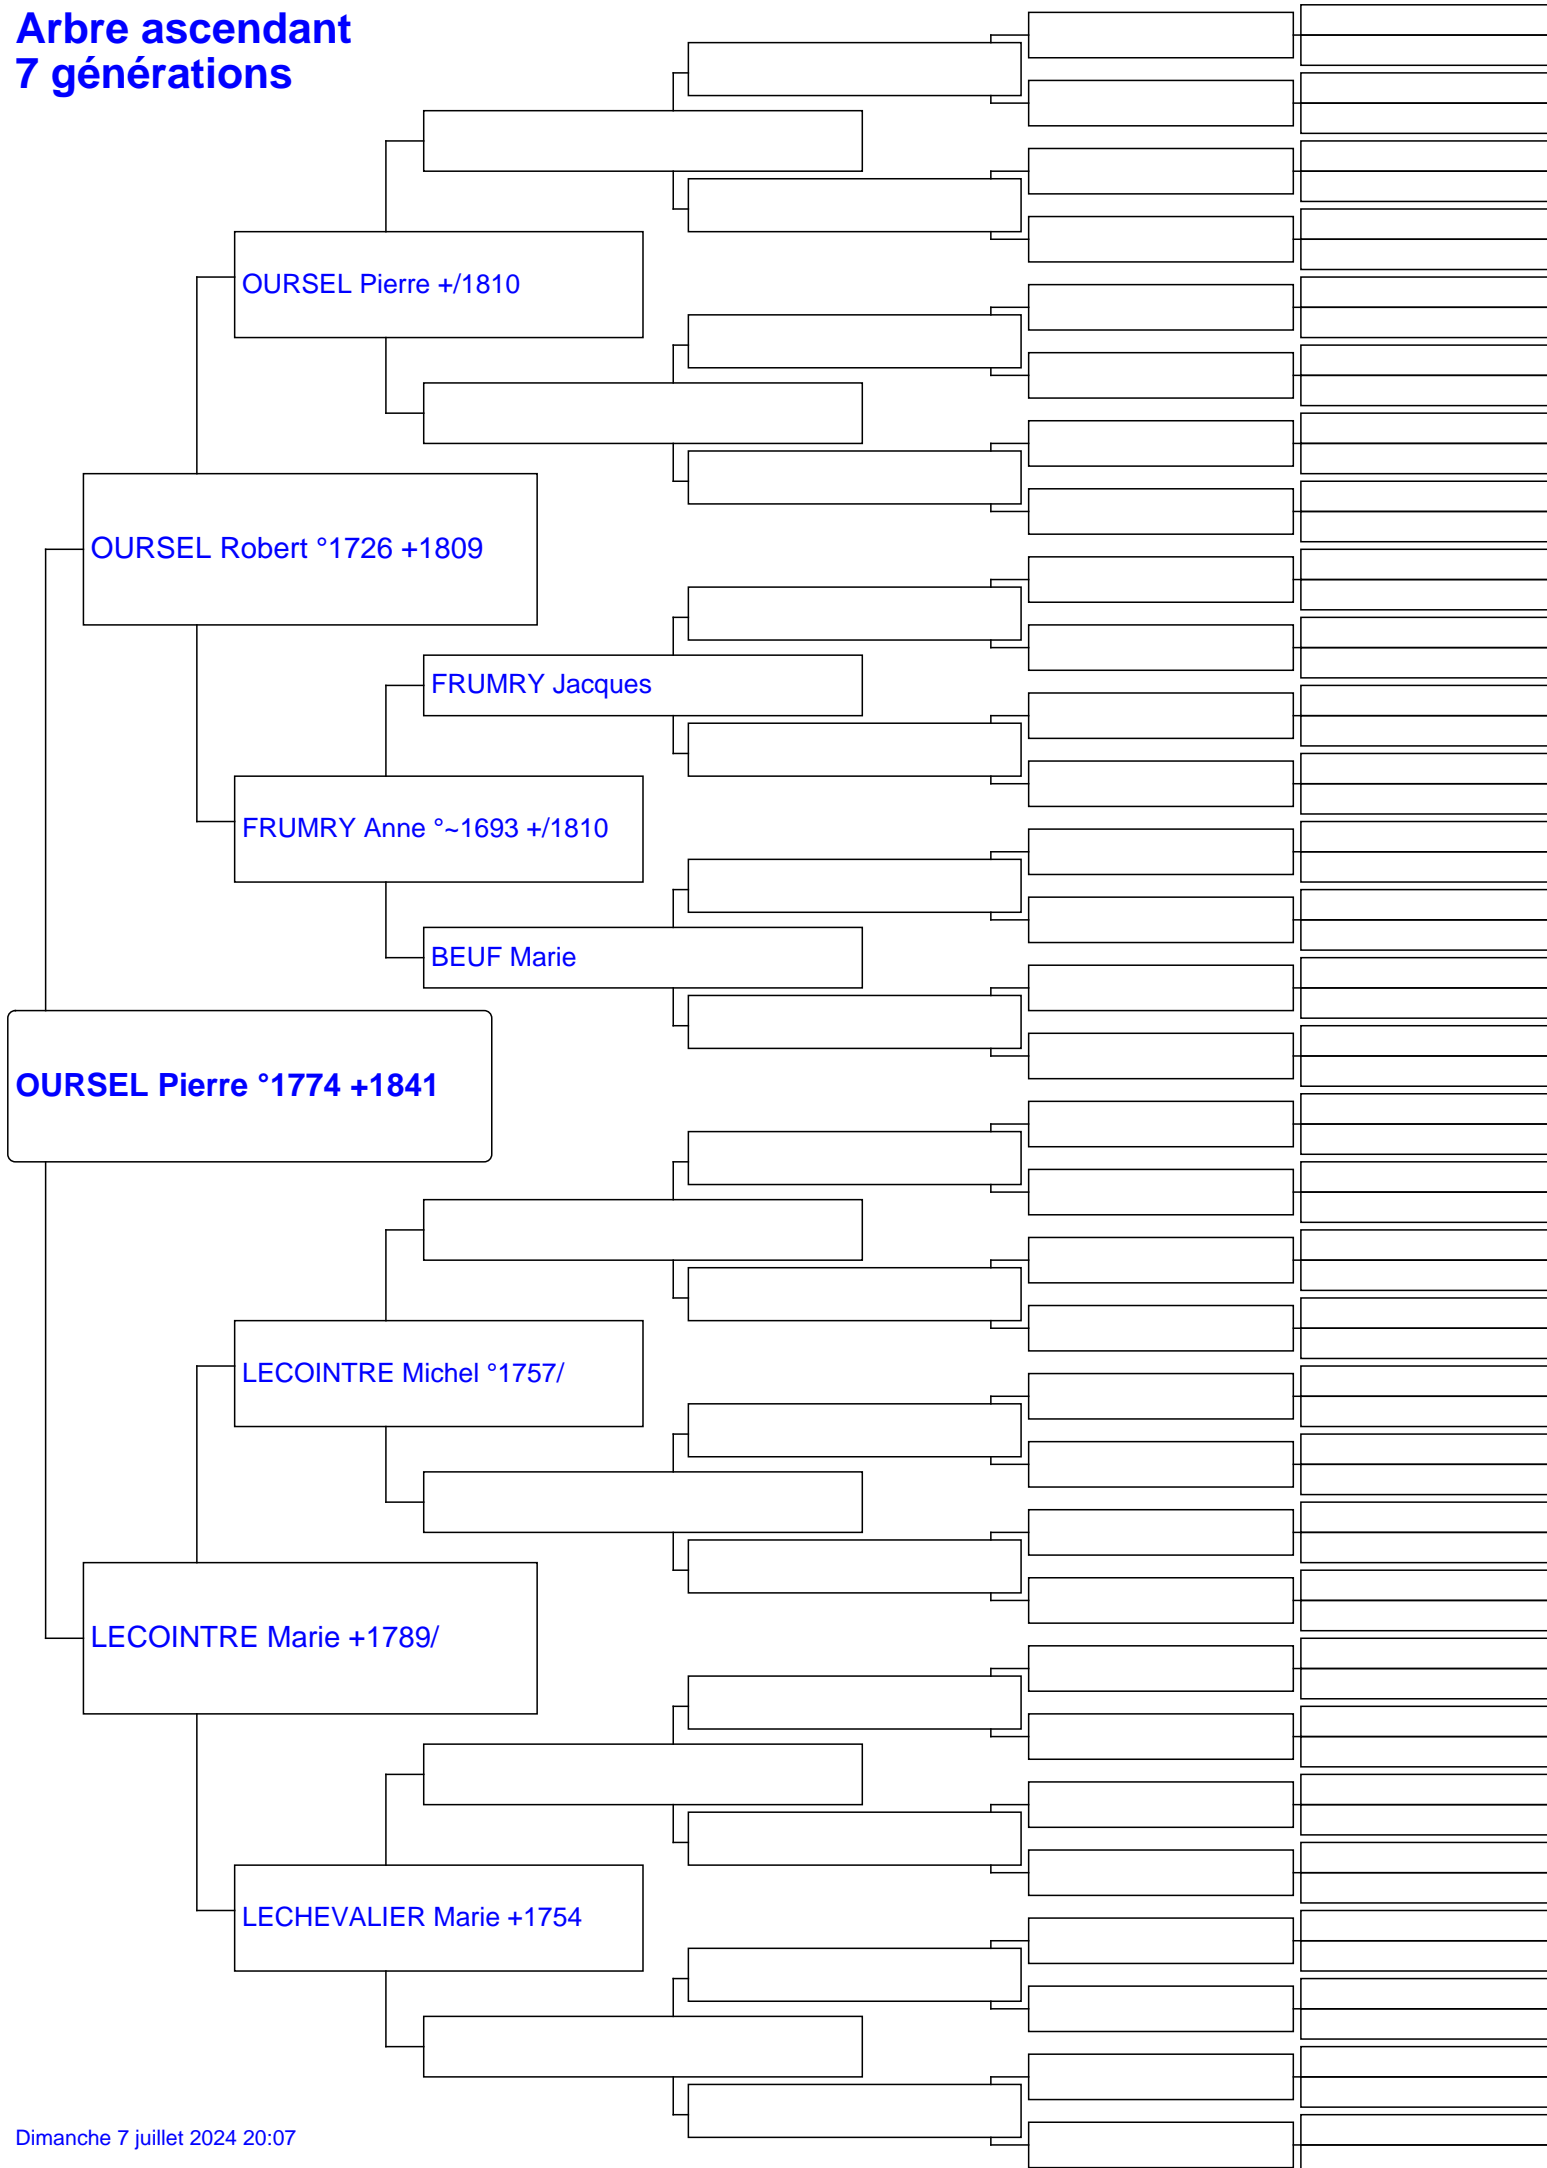 Arbre ascendant
7 générations
OURSEL Pierre +/1810
OURSEL Robert °1726 +1809
FRUMRY Jacques
FRUMRY Anne °~1693 +/1810
BEUF Marie
OURSEL Pierre °1774 +1841
LECOINTRE Michel °1757/
LECOINTRE Marie +1789/
LECHEVALIER Marie +1754
Dimanche 7 juillet 2024 20:07